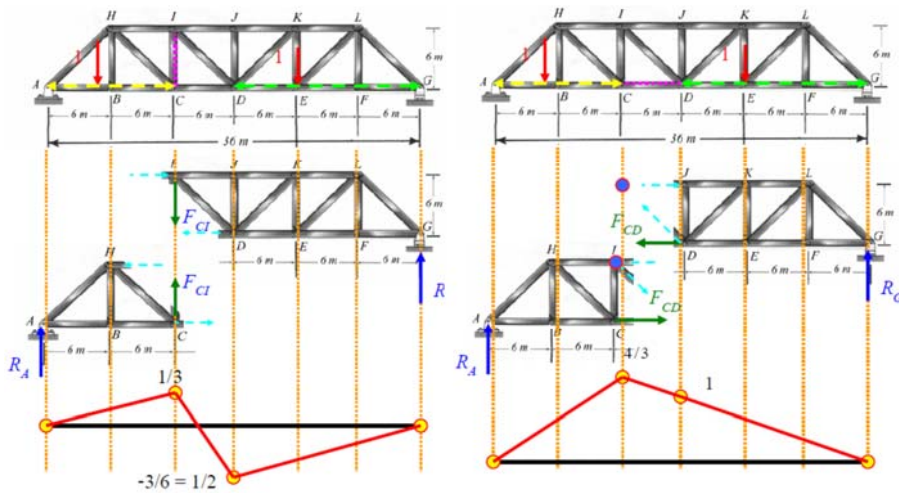 H I J K L
1 1
6 m
A G
B C D E F
6 m 6 m 6 m 6 m 6 m 6 m
36 m
I J K L
F_CI
6 m
G
D E F
6 m 6 m 6 m
R
H
F_CI
A
B C
6 m 6 m
R_A
1/3
-3/6 = 1/2
H I J K L
1 1
6 m
A G
B C D E F
6 m 6 m 6 m 6 m 6 m 6 m
36 m
J K L
F_CD
6 m
G
D E F
6 m 6 m 6 m
H I
F_CD
A
B C
6 m 6 m
R_A
4/3
1